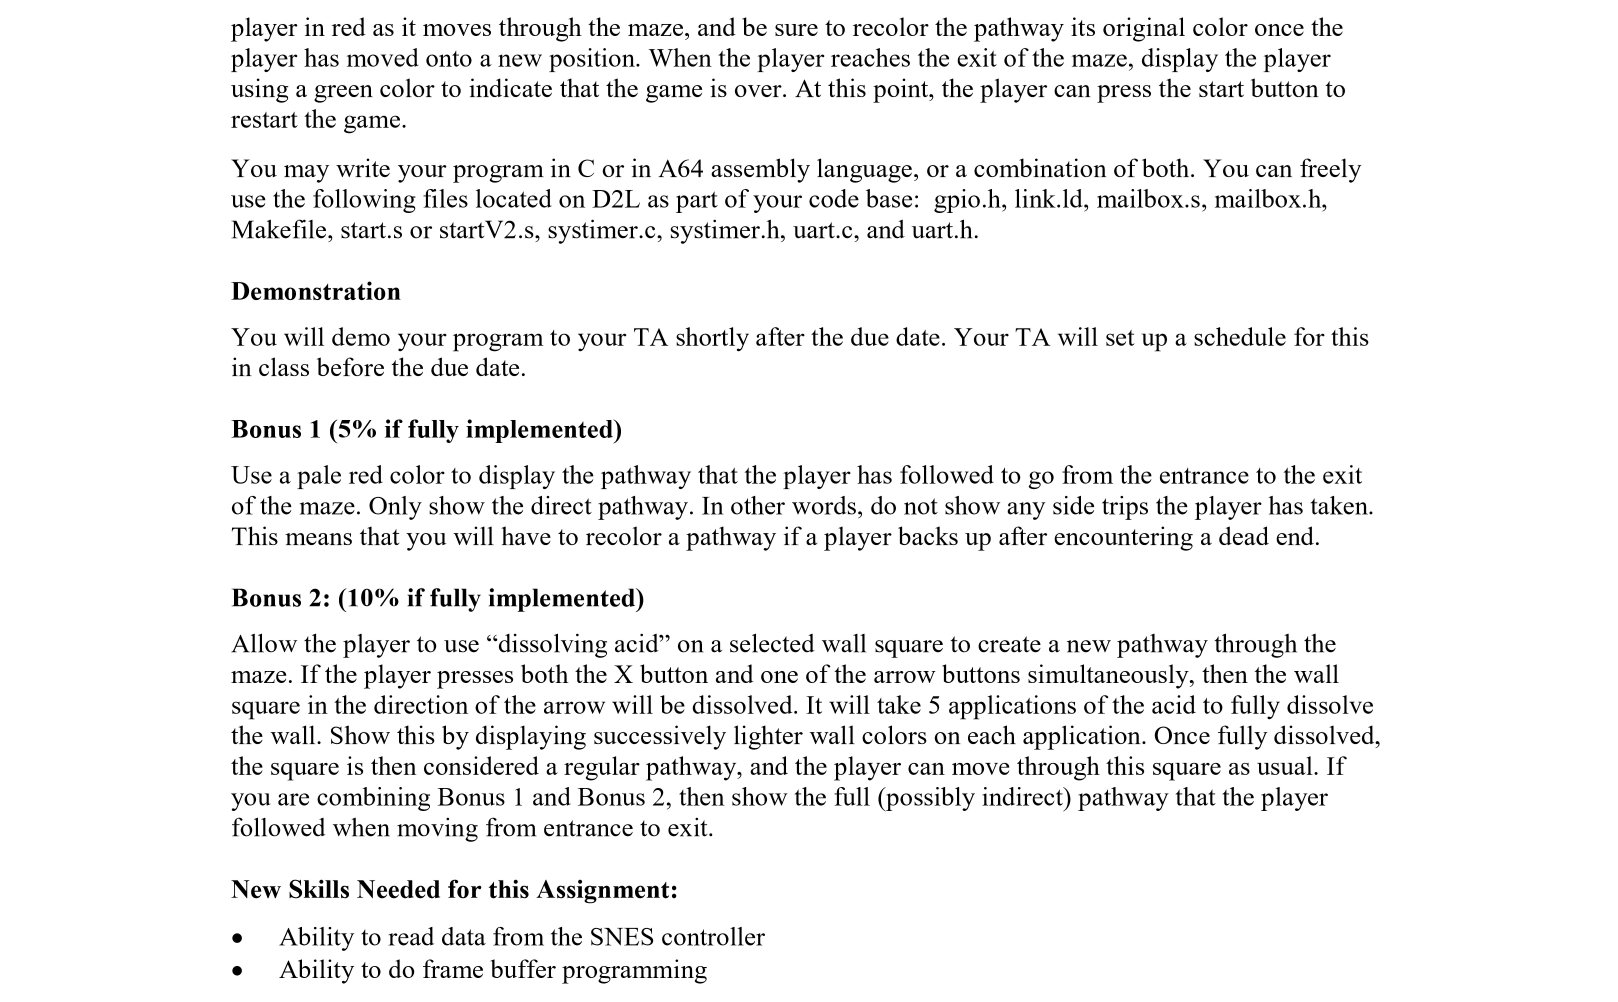 player in red as it moves through the maze, and be sure to recolor the pathway its original color once the
player has moved onto a new position. When the player reaches the exit of the maze, display the player
using a green color to indicate that the game is over. At this point, the player can press the start button to
restart the game.
You may write your program in C or in A64 assembly language, or a combination of both. You can freely
use the following files located on D2L as part of your code base:  gpio.h, link.ld, mailbox.s, mailbox.h,
Makefile, start.s or startV2.s, systimer.c, systimer.h, uart.c, and uart.h.
Demonstration
You will demo your program to your TA shortly after the due date. Your TA will set up a schedule for this
in class before the due date.
Bonus 1 (5% if fully implemented)
Use a pale red color to display the pathway that the player has followed to go from the entrance to the exit
of the maze. Only show the direct pathway. In other words, do not show any side trips the player has taken.
This means that you will have to recolor a pathway if a player backs up after encountering a dead end.
Bonus 2: (10% if fully implemented)
Allow the player to use “dissolving acid” on a selected wall square to create a new pathway through the
maze. If the player presses both the X button and one of the arrow buttons simultaneously, then the wall
square in the direction of the arrow will be dissolved. It will take 5 applications of the acid to fully dissolve
the wall. Show this by displaying successively lighter wall colors on each application. Once fully dissolved,
the square is then considered a regular pathway, and the player can move through this square as usual. If
you are combining Bonus 1 and Bonus 2, then show the full (possibly indirect) pathway that the player
followed when moving from entrance to exit.
New Skills Needed for this Assignment:
• Ability to read data from the SNES controller
• Ability to do frame buffer programming